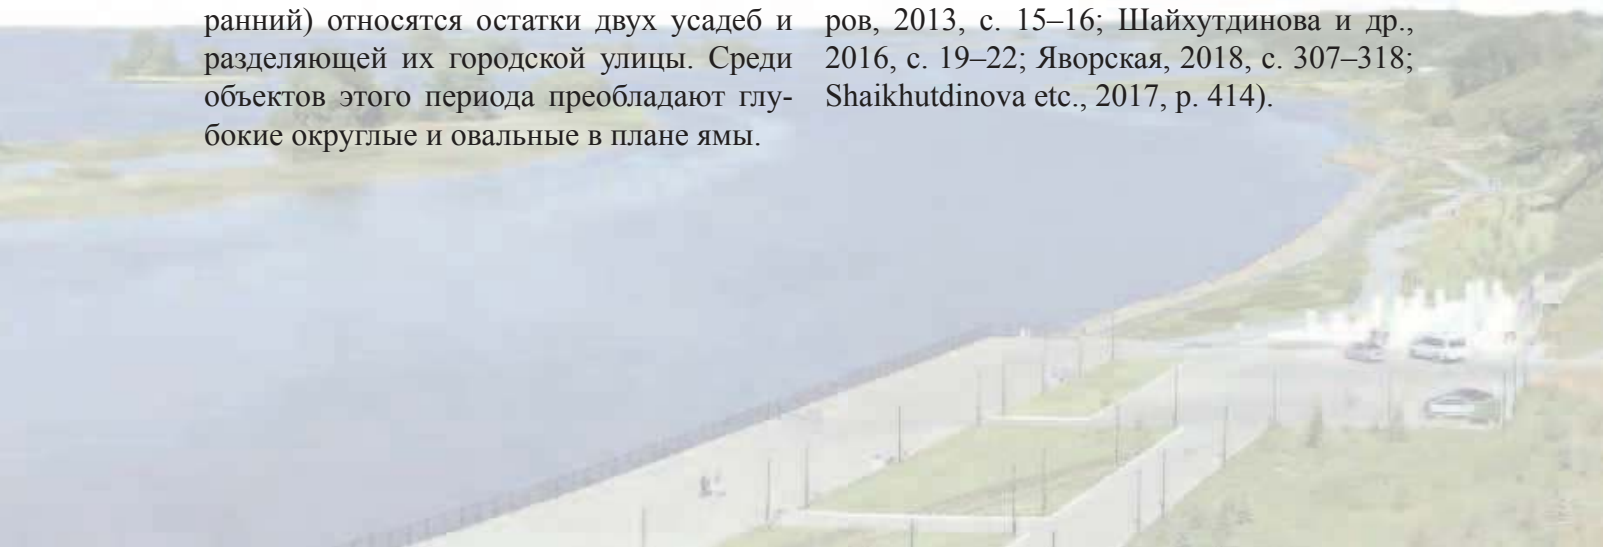 ранний) относятся остатки двух усадеб и
разделяющей их городской улицы. Среди
объектов этого периода преобладают глу-
бокие округлые и овальные в плане ямы.
ров, 2013, с. 15–16; Шайхутдинова и др.,
2016, с. 19–22; Яворская, 2018, с. 307–318;
Shaikhutdinova etc., 2017, p. 414).